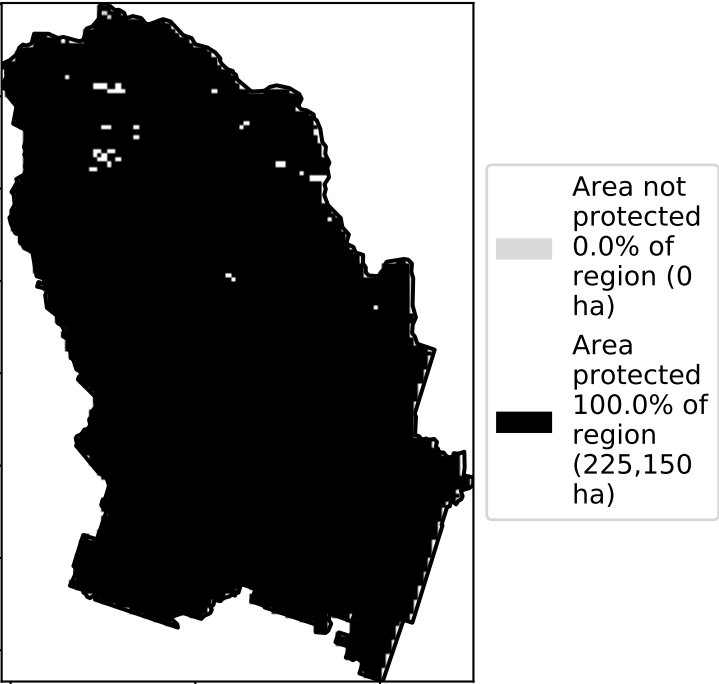 Area not
protected
0.0% of
region (0
ha)
Area
protected
100.0% of
region
(225,150
ha)